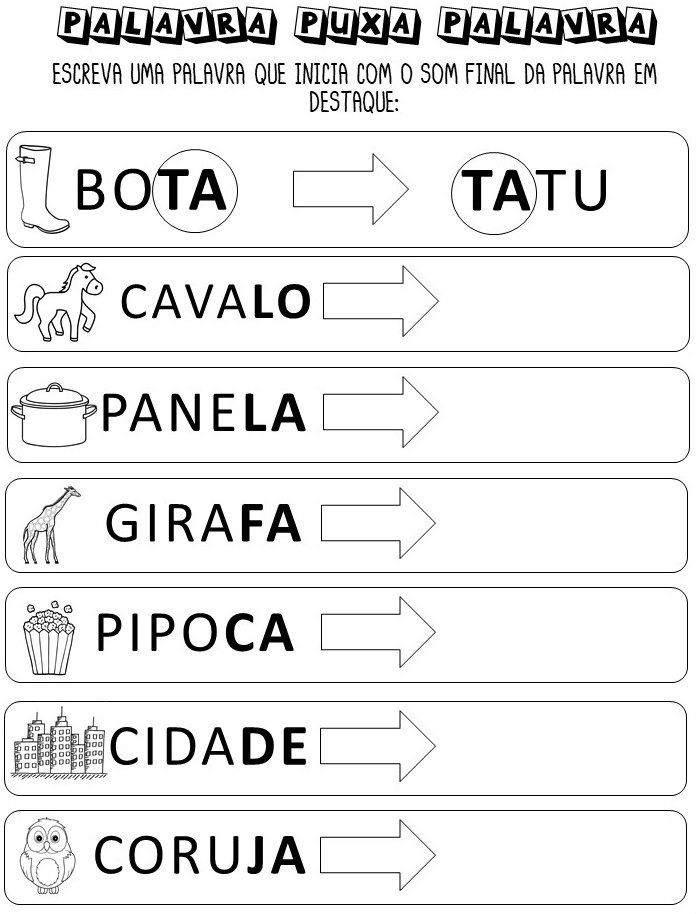 PALAVRA PUXA PALAVRA
ESCREVA UMA PALAVRA QUE INICIA COM O SOM FINAL DA PALAVRA EM
DESTAQUE:
BOTA TATU
CAVALO
PANELA
GIRAFA
PIPOCA
CIDADE
CORUJA